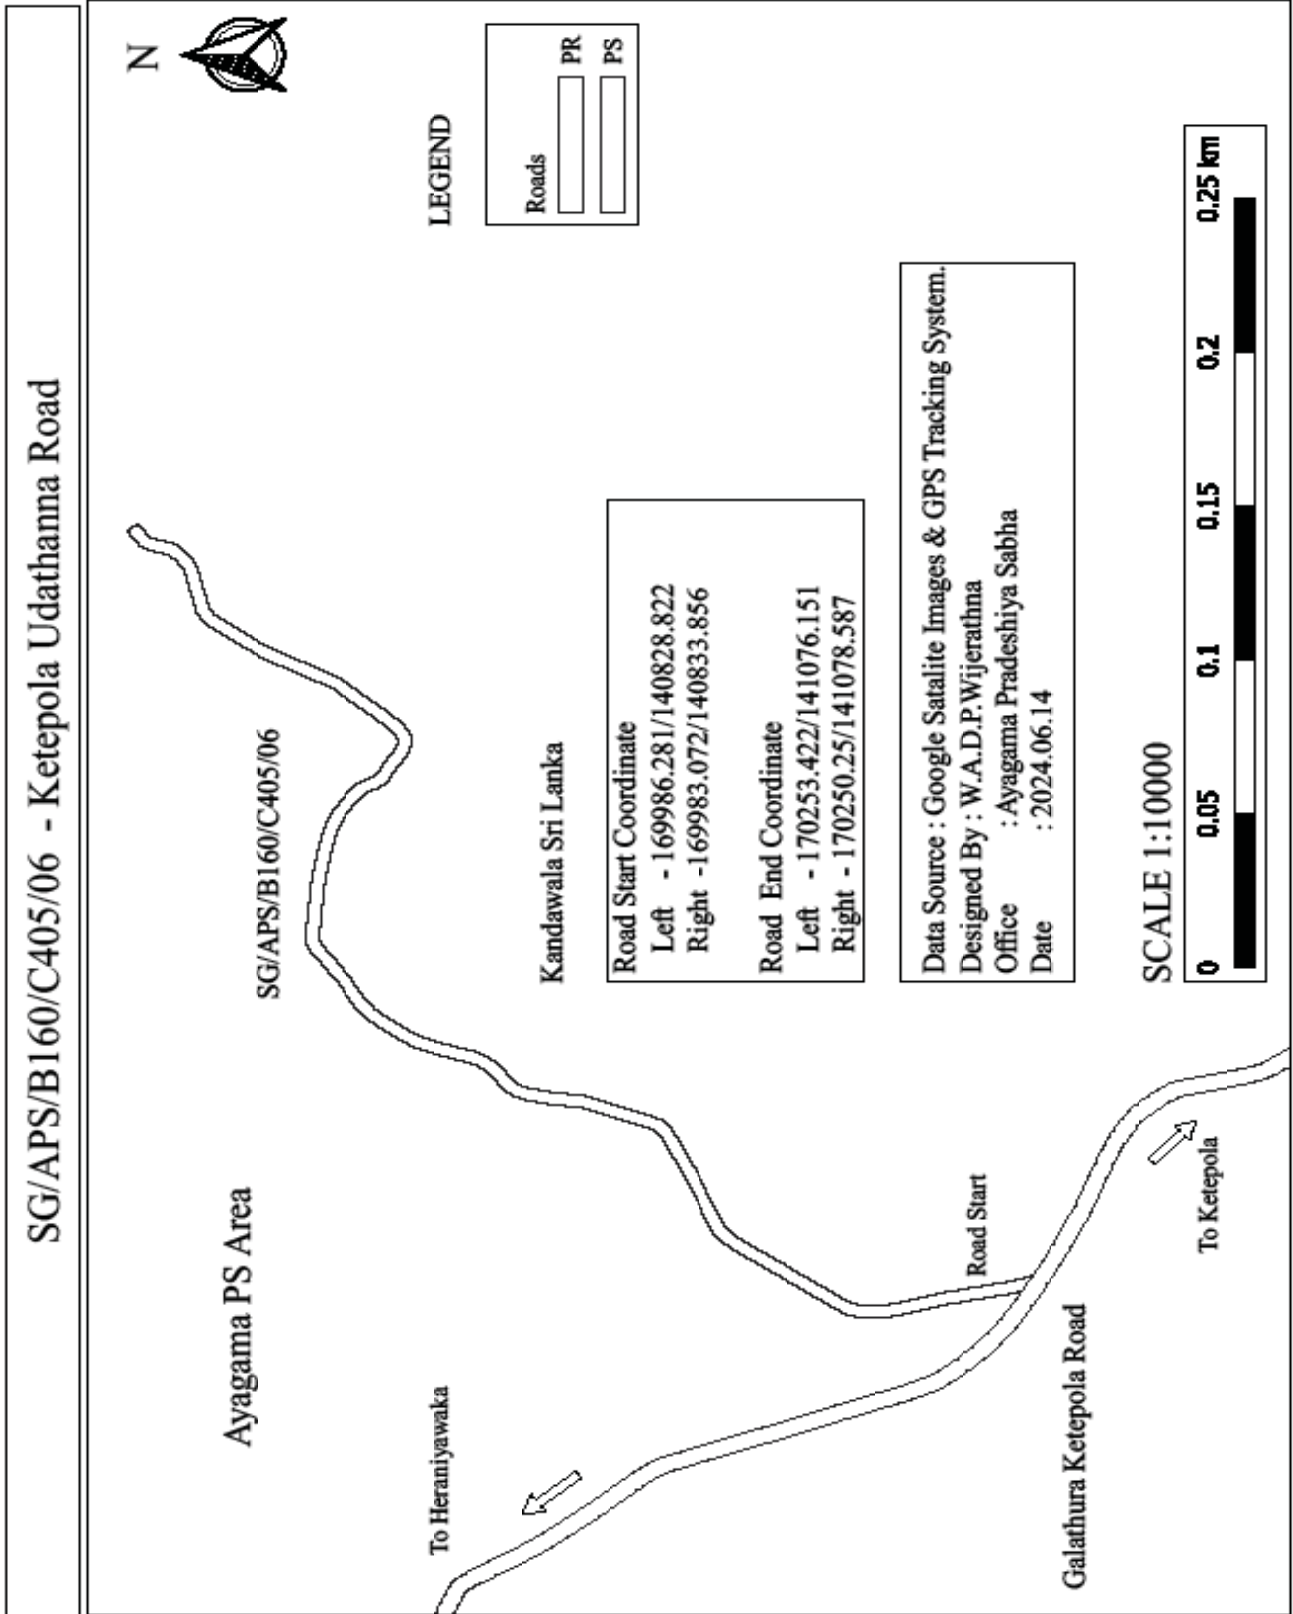 SG/APS/B160/C405/06 - Ketepola Udathanna Road
N
Ayagama PS Area
SG/APS/B160/C405/06
LEGEND
Roads
PR
PS
To Heraniyawaka
Kandawala Sri Lanka
Road Start Coordinate
Left - 169986.281/140828.822
Right -169983.072/140833.856
Road End Coordinate
Left - 170253.422/141076.151
Right - 170250.25/141078.587
Data Source : Google Satalite Images & GPS Tracking System.
Designed By : W.A.D.P.Wijerathna
Office : Ayagama Pradeshiya Sabha
Date : 2024.06.14
Road Start
Galathura Ketepola Road
To Ketepola
SCALE 1:10000
0 0.05 0.1 0.15 0.2 0.25 km